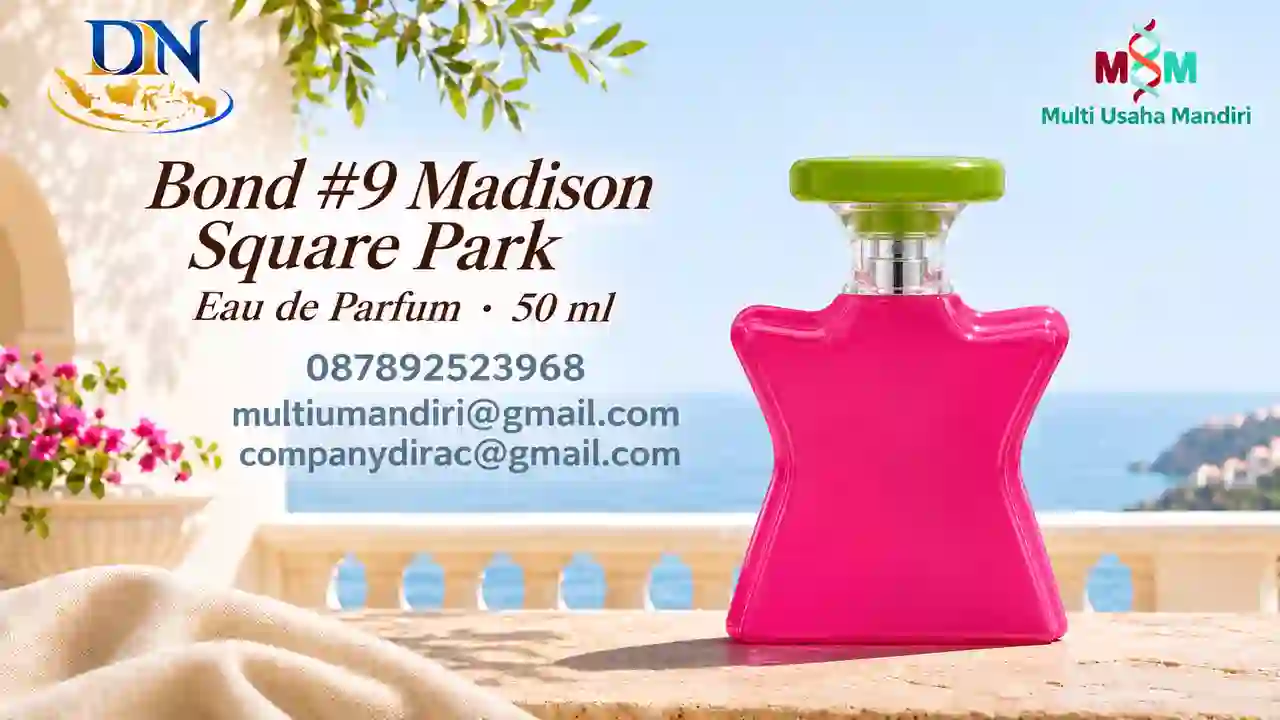 DIN
MSM
Multi Usaha Mandiri
Bond #9 Madison
Square Park
Eau de Parfum · 50 ml
087892523968
multiumandiri@gmail.com
companydirac@gmail.com